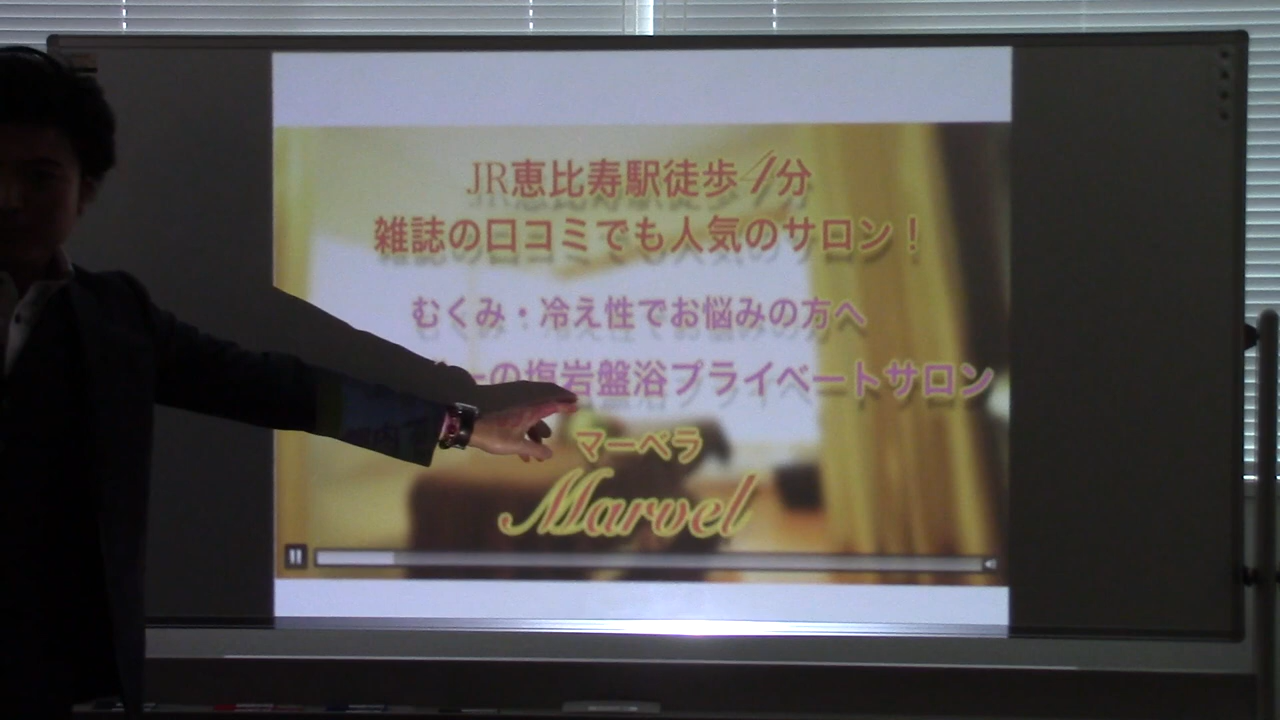 JR恵比寿駅徒歩4分
雑誌の口コミでも人気のサロン！
むくみ・冷え性でお悩みの方へ
ーの塩岩盤浴プライベートサロン
マーベラ
Marvel